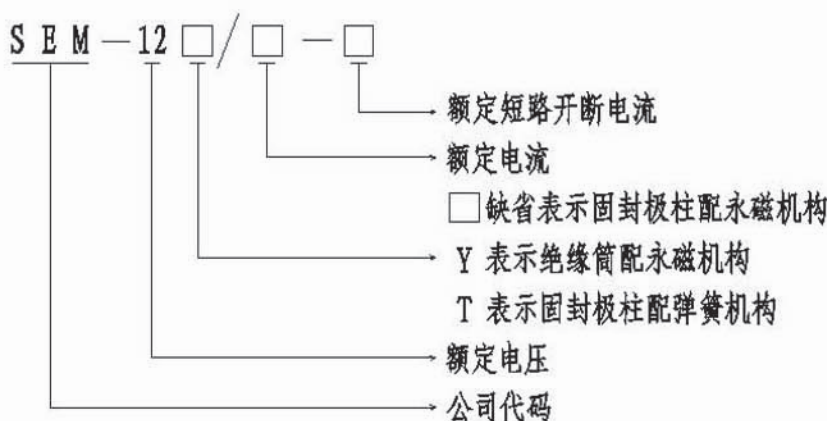 SEM—12□/□—□
额定短路开断电流
额定电流
□缺省表示固封极柱配永磁机构
Y 表示绝缘筒配永磁机构
T 表示固封极柱配弹簧机构
额定电压
公司代码